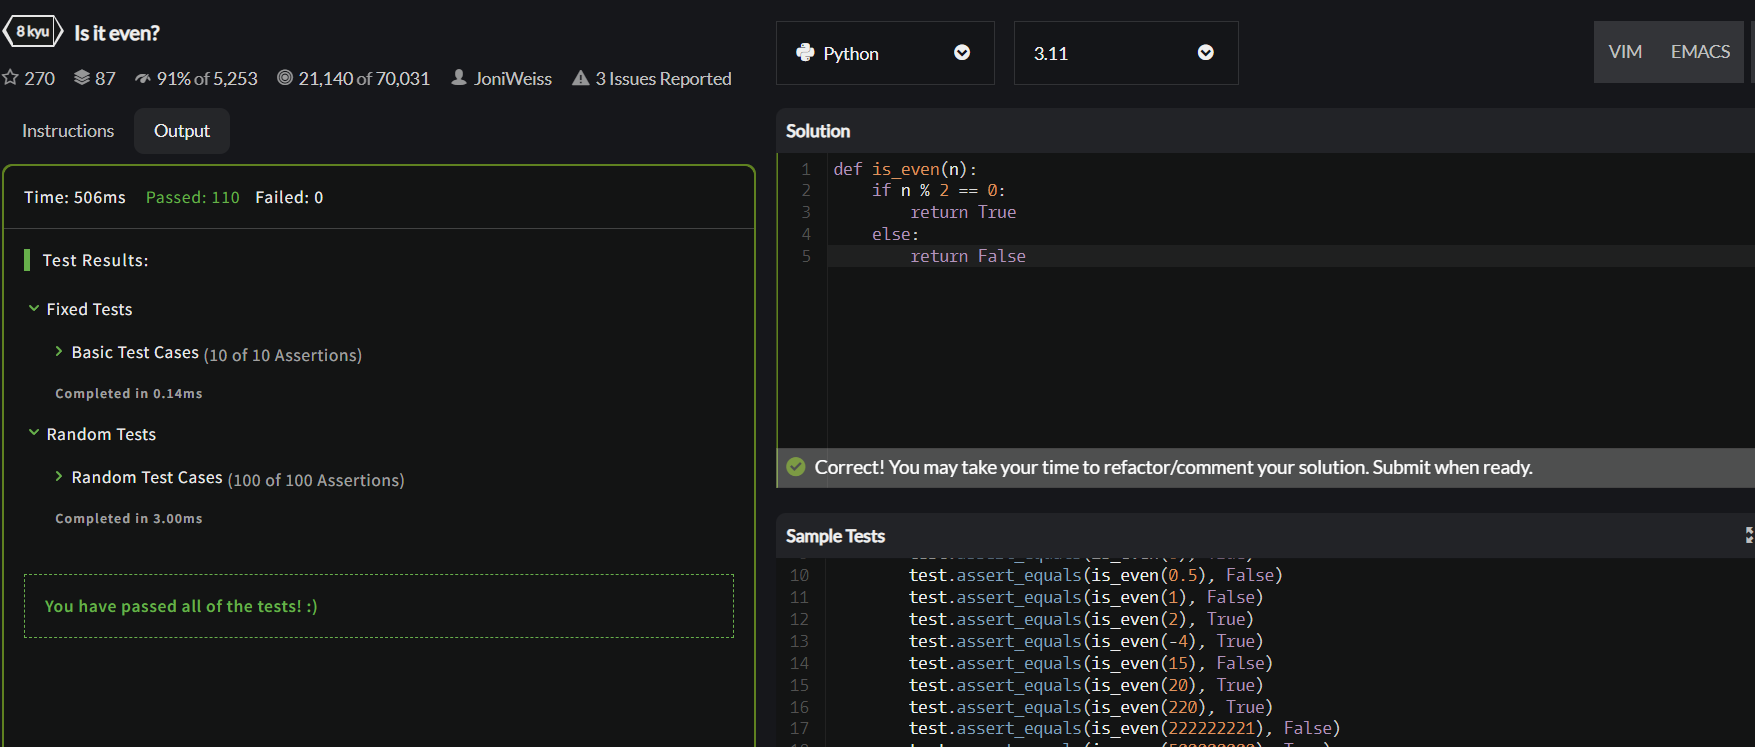 8 kyu Is it even?
270 87 91% of 5,253 21,140 of 70,031 JoniWeiss 3 Issues Reported
Instructions Output
Time: 506ms Passed: 110 Failed: 0
Test Results:
Fixed Tests
Basic Test Cases (10 of 10 Assertions)
Completed in 0.14ms
Random Tests
Random Test Cases (100 of 100 Assertions)
Completed in 3.00ms
You have passed all of the tests! :)
Python 3.11 VIM EMACS
Solution
1 def is_even(n):
2     if n % 2 == 0:
3         return True
4     else:
5         return False
Correct! You may take your time to refactor/comment your solution. Submit when ready.
Sample Tests
10 test.assert_equals(is_even(0.5), False)
11 test.assert_equals(is_even(1), False)
12 test.assert_equals(is_even(2), True)
13 test.assert_equals(is_even(-4), True)
14 test.assert_equals(is_even(15), False)
15 test.assert_equals(is_even(20), True)
16 test.assert_equals(is_even(220), True)
17 test.assert_equals(is_even(222222221), False)